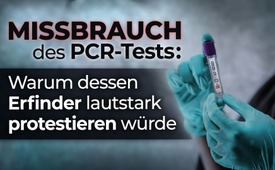 MISSBRAUCH
des PCR-Tests:
Warum dessen
Erfinder lautstark
protestieren würde